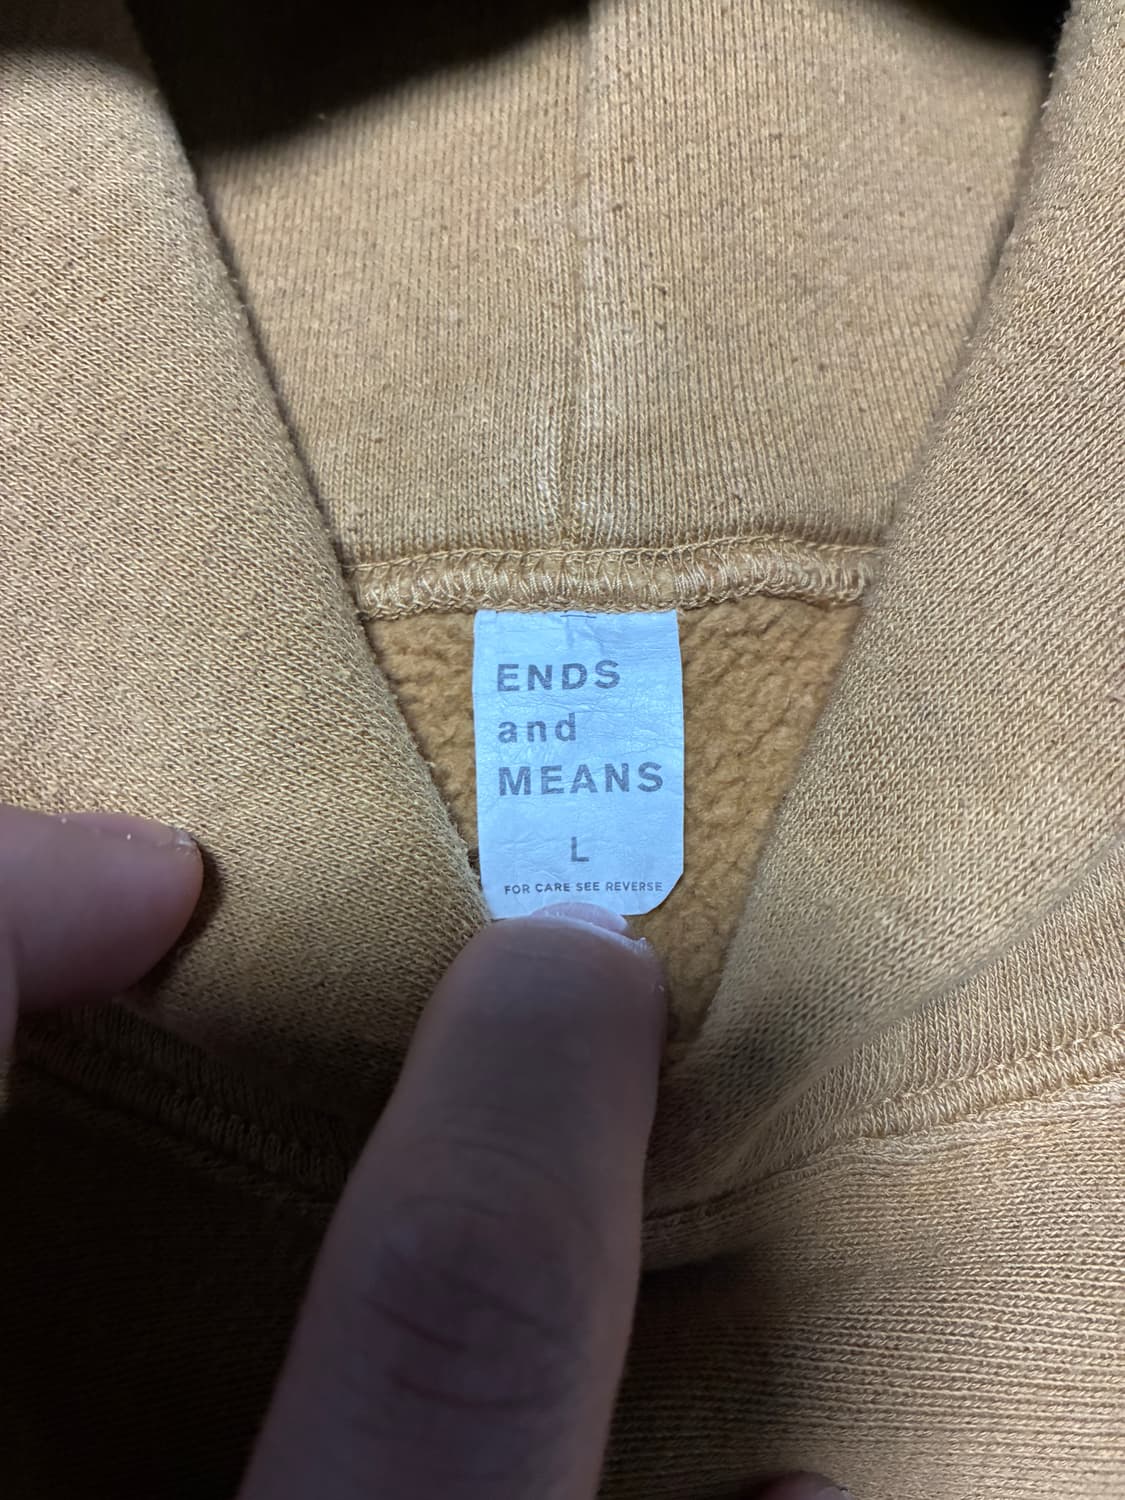 ENDS
and
MEANS
L
FOR CARE SEE REVERSE